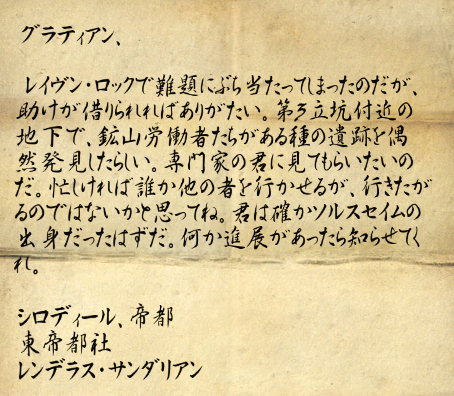 グラティアン、
レイヴン・ロックで難題にぶち当たってしまったのだが、
助けが借りられればありがたい。第3立坑付近の
地下で、鉱山労働者たちがある種の遺跡を偶
然発見したらしい。専門家の君に見てもらいたいの
だ。忙しければ誰か他の者を行かせるが、行きたが
るのではないかと思ってね。君は確かソルスセイムの
出身だったはずだ。何か進展があったら知らせてく
れ。
シロディール、帝都
東帝都社
レンデラス・サンダリアン